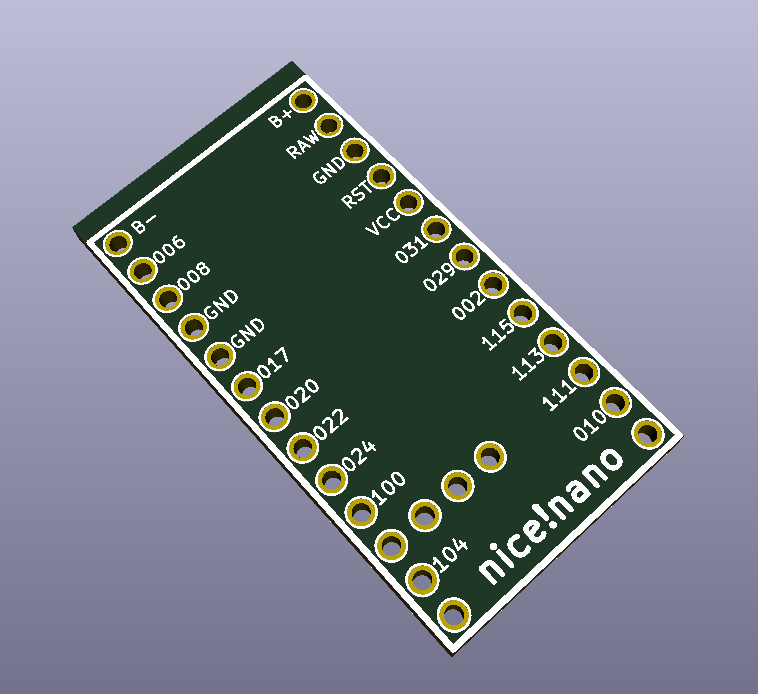 B+
RAW
GND
RST
VCC
031
029
002
115
113
111
010
B-
006
008
GND
GND
017
020
022
024
100
104
nice!nano